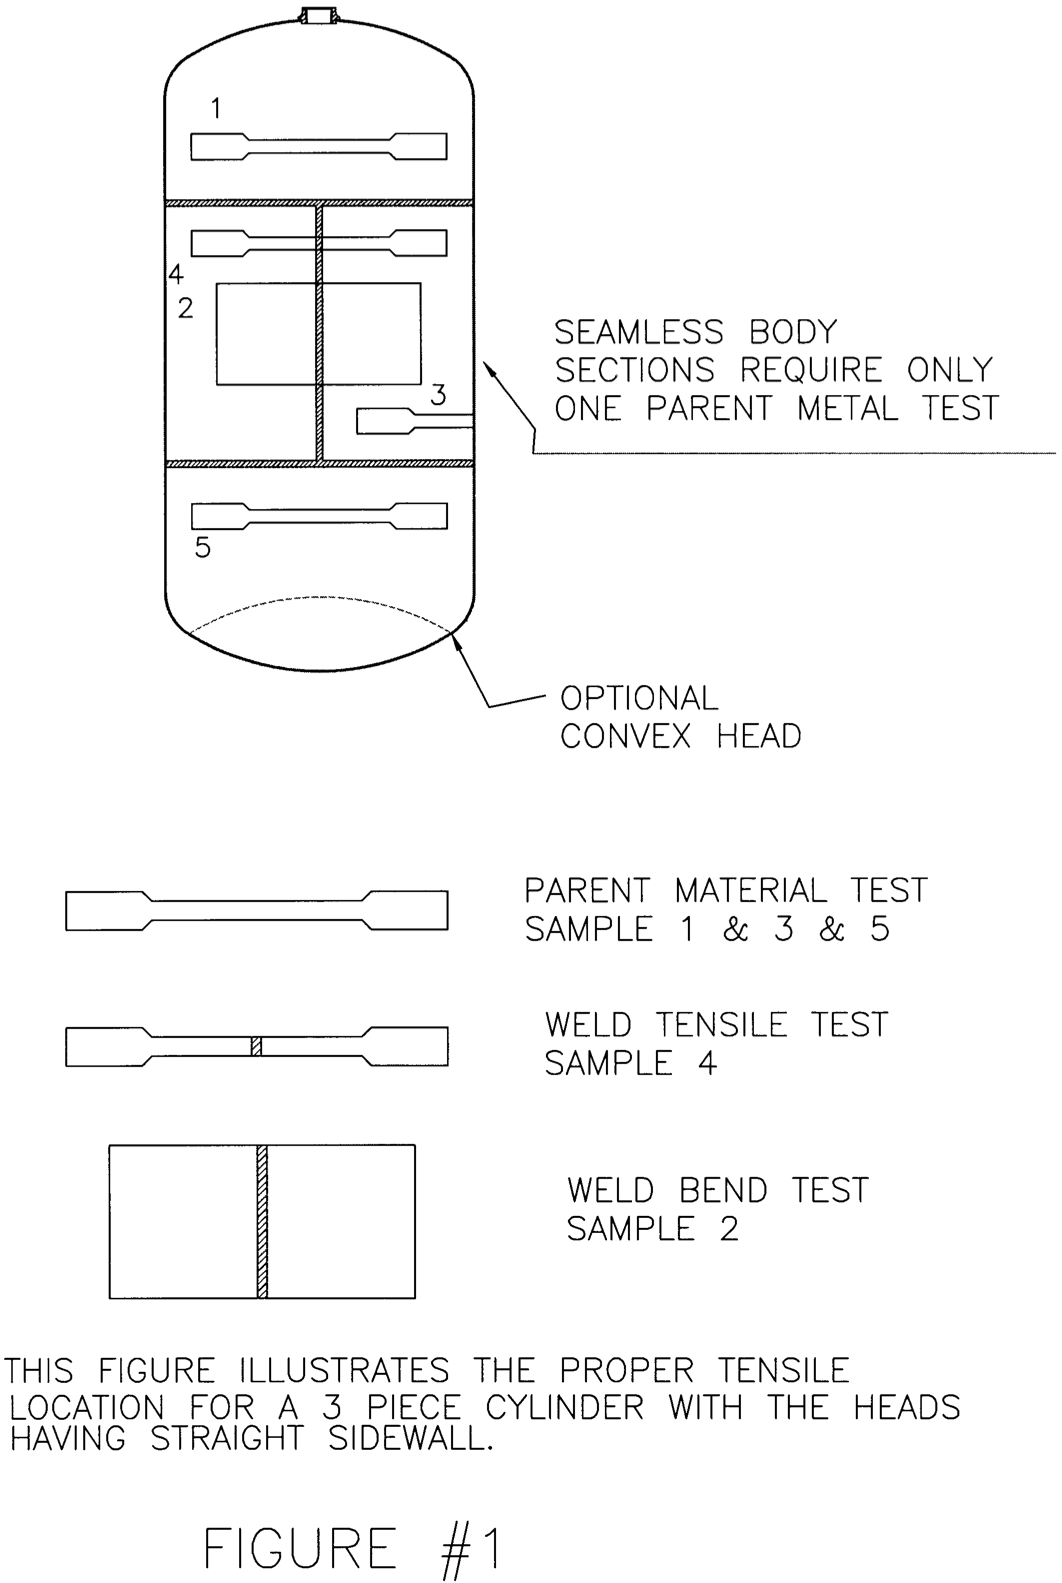 1
4
2
3
5
SEAMLESS BODY
SECTIONS REQUIRE ONLY
ONE PARENT METAL TEST
OPTIONAL
CONVEX HEAD
PARENT MATERIAL TEST
SAMPLE 1 & 3 & 5
WELD TENSILE TEST
SAMPLE 4
WELD BEND TEST
SAMPLE 2
THIS FIGURE ILLUSTRATES THE PROPER TENSILE
LOCATION FOR A 3 PIECE CYLINDER WITH THE HEADS
HAVING STRAIGHT SIDEWALL.
FIGURE #1